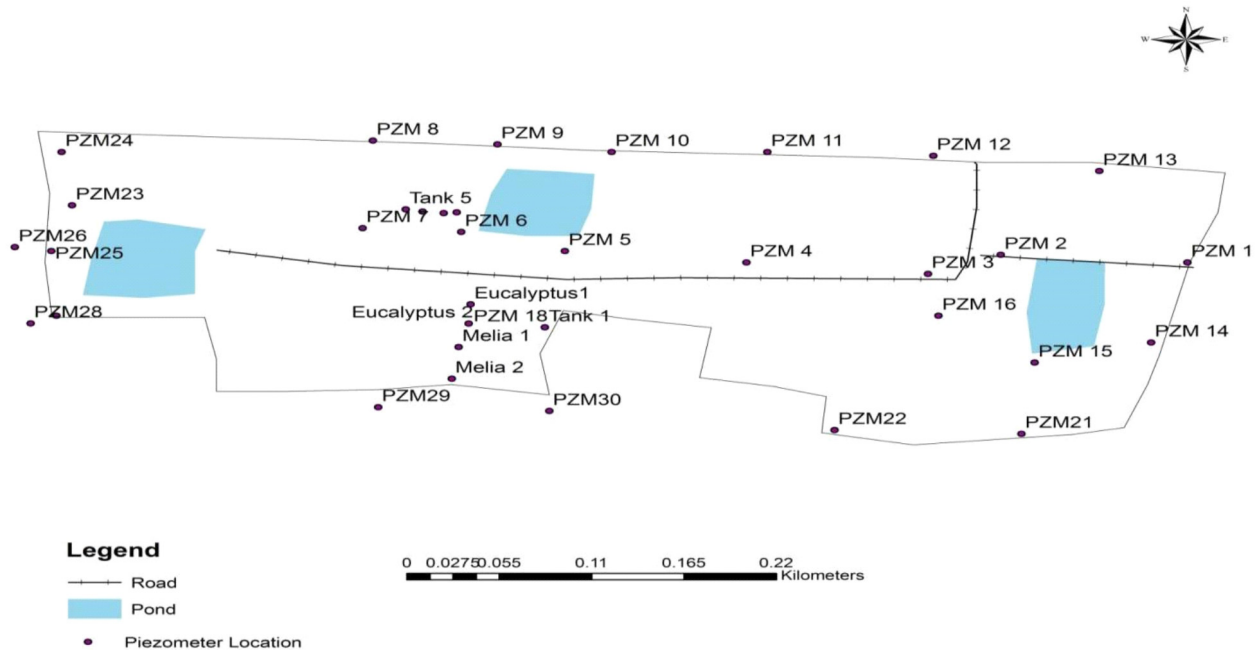 N
W E
S
PZM 8
PZM 9
PZM 10
PZM 11
PZM 12
PZM 13
PZM24
PZM23
Tank 5
PZM 7
PZM 6
PZM26
PZM25
PZM 5
PZM 4
PZM 3
PZM 2
PZM 1
Eucalyptus1
Eucalyptus 2
PZM 18
Tank 1
PZM28
PZM 16
Melia 1
PZM 14
PZM 15
Melia 2
PZM29
PZM30
PZM22
PZM21
Legend
Road
Pond
Piezometer Location
0 0.0275 0.055 0.11 0.165 0.22
Kilometers